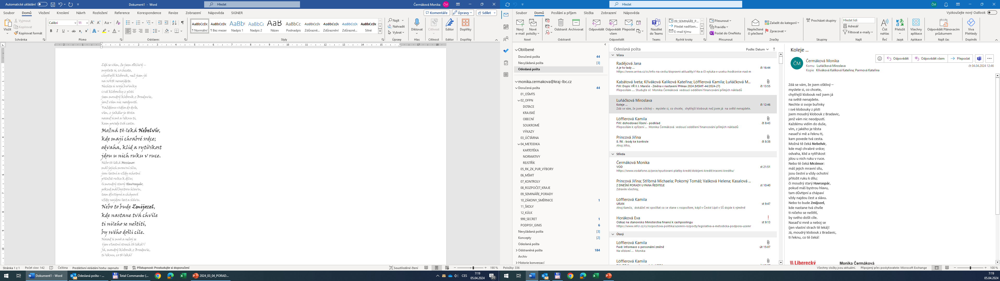 Automatické ukládání
Dokument1 - Word
Hledat
Čermáková Monika ČM
Soubor Domů Vložení Kreslení Návrh Rozložení Reference Korespondence Revize Zobrazení Nápověda SIGNER
Komentáře Úpravy Sdílet
Vložit
Vyjmout
Kopírovat
Kopírovat formát
Calibri 11
AaBbCcDc AaBbCcDc AaBbC AaBbCc AaB AaBbCc AaBbCcDc AaBbCcDc AaBbCcDc AaBbCcDc
¶ Normální ¶ Bez mezer Nadpis 1 Nadpis 2 Název Podnadpis Zdůrazně... Zdůraznění Zdůrazně... Silné
Najít
Nahradit
Vybrat
Diktovat Citlivost Editor Doplňky
Schránka Písmo Odstavec Styly Úpravy Hlas Citlivost Editor Doplňky
Zdá se vám, že jsem ošklivý –
myslete si, co chcete,
chytřejší klobouk, než jsem já
na světě nenajdete.
Nechte si svoje buřinky
i své klobouky z plsti
jsem moudrý klobouk z Bradavic,
jenž vám nic neodpustí.
Každému vidím do duše,
vím, z jakého je těsta
nasaď si mě a řeknu ti,
kam povede tvá cesta.
Možná tě čeká Nebelvír,
kde mají chrabré srdce;
odvaha, klid a rytířskost
jdou u nich ruku v ruce.
Nebo tě čeká Mrzimor:
máš jejich mravní sílu,
jsou čestní a vždy ochotní
přiložit ruku k dílu;
či moudrý starý Havraspár,
pokud máš bystrou hlavu,
tam důvtipní a chápaví
vždy najdou čest a slávu.
Nebo to bude Zmijozel,
kde nastane tvá chvíle
ti ničeho se neštítí,
by svého došli cíle.
Nasaď si mně a neboj se
(jen vlastní strach tě leká)!
Já, moudrý klobouk z Bradavic,
ti řeknu, co tě čeká!
Stránka 1 z 1 Počet slov: 142 Čeština Prediktivní vkládání textu: zapnuto Přístupnost: Prostudujte si doporučení
Soustředěné čtení 190 %
Dokument1 - Word
Odeslaná pošta – ...
Total Commander (...
2024_03_04_PORAD...
CES
7:19
05.04.2024
20
Hledat
ČM
Soubor Domů Posílání a příjem Složka Zobrazení Nápověda
Vyzkoušejte nový Outlook
Nový e-mail
Nové položky
Odstranit Archivovat
Odpovědět
Odpovědět všem
Přeposlat
Nasdílet do Teams
09_SEMINÁŘE_P...
Předat nadřízen...
E-mail týmu
Přesunout
Pravidla
Poslat do OneNotu
Nepřečtené či přečtené
Zařadit do kategorií
Zpracovat
Procházet skupiny
Hledat lidi
Adresář
Filtrovat e-maily
Číst nahlas
Přeložit
Všechny aplikace
Odpovědět Plánovacím průzkumem
Viva Přehledy
Nové Odstranit Odpovědět Teams Rychlé kroky Přesunout Značky Skupiny Najít Řeč Jazyk Aplikace Najít čas Doplněk
Oblíbené
Doručená pošta 44
Nevyžádaná pošta [3]
Odeslaná pošta
monika.cermakova@kraj-lbc.cz
Doručená pošta 44
01_OŠMTS
02_OFPN
DOTACE
KRAJSKÉ
OBECNÍ
SOUKROMÉ
VÝKAZY
03_ÚČTÁRNA
04_METODIKA
KARTOTÉKA
NORMATIVY
REJSTŘÍK
05_RK_ZK_PUR_VÝBORY
06_MŠMT
07_KONTROLY
08_ROZPOČET_KRAJE
09_SEMINÁŘE_PORADY
10_ZÁKONY_SMĚRNICE 1
11_ŠKOLY
12_KÚLK
999_SECRET 1
PODPISY_GINIS 6
Nevyžádaná pošta [3]
Koncepty [2]
Odeslaná pošta
Odstraněná pošta 184
Archiv
Historie konverzací
Položky: 336
Odeslaná pošta
Podle: Datum
Včera
Radějová Jana
A je to tady ... čt 16:44
https://www.arriva.cz/cs/info-na-cestu/dopravni-aktuality/r14a-a-l3-vyluka-v-useku-hodkovice-nad-m
Kabátová Iveta; Křiváková Kalíková Kateřina; Löfflerová Kamila; Luňáčková M...
FW: Dopis VŘ II J. Mareše - Změna v nastavení PHmax 2024 (MSMT-44/2024-27) čt 13:55
Přeposílám .... Studujte si! Monika Čermáková vedoucí oddělení financování přímých nákladů
Luňáčková Miroslava
Koleje ... čt 12:46
Zdá se vám, že jsem ošklivý – myslete si, co chcete, chytřejší klobouk než jsem já na světě nenajdete.
Löfflerová Kamila
FW: dohodovací řízení - podklad čt 8:43
Přeposílám k vyřízení ... Monika Čermáková vedoucí oddělení financování přímých nákladů
Princová Jiřina
8. RK - body ke kontrole čt 8:38
Ahoj Jiřko,
Středa
Čermáková Monika
VOD st 21:51
https://www.vodafone.cz/pece/vyuctovani-platby-kredit/dobijeni-kredit/vraceni-kreditu/
Princová Jiřina; Stříbrná Michaela; Pokorný Tomáš; Vašková Helena; Kasalová ...
Z DNEŠNÍ PORADY U PANA ŘEDITELE st 10:40
Zdravím všechny,
Löfflerová Kamila
URAN st 9:47
Ahoj Kamčo, dokážeš mi spočítat co se stane s rozpočtem, když v České Lípě v SŠ dojde k výměně
Horáková Eva
Odkaz na stanovisko Ministerstva financí k cashpoolingu st 9:13
https://www.mfcr.cz/cs/rozpoctova-politika/uzemni-rozpocty/legislativa-a-metodicka-podpora-uzemr
Úterý
Löfflerová Kamila
Fwd: Informace o personální změně út 15:07
Na vědomí ... Monika
Löfflerová Kamila
Koleje ...
ČM
Čermáková Monika
Komu Luňáčková Miroslava
Kopie Křiváková Kalíková Kateřina; Parmová Kateřina
Odpovědět Odpovědět všem Přeposlat
čt 04.04.2024 12:46
Zdá se vám, že jsem ošklivý –
myslete si, co chcete,
chytřejší klobouk než jsem já
na světě nenajdete.
Nechte si svoje buřinky
i své klobouky z plsti
jsem moudrý klobouk z Bradavic,
jenž vám nic neodpustí.
Každému vidím do duše,
vím, z jakého je těsta
nasaď si mě a řeknu ti,
kam povede tvá cesta.
Možná tě čeká Nebelvír,
kde mají chrabré srdce;
odvaha, klid a rytířskost
jdou u nich ruku v ruce.
Nebo tě čeká Mrzimor:
máš jejich mravní sílu,
jsou čestní a vždy ochotní
přiložit ruku k dílu;
či moudrý starý Havraspár,
pokud máš bystrou hlavu,
tam důvtipní a chápaví
vždy najdou čest a slávu.
Nebo to bude Zmijozel,
kde nastane tvá chvíle
ti ničeho se neštítí,
by svého došli cíle.
Nasaď si mně a neboj se
(jen vlastní strach tě leká)!
Já, moudrý klobouk z Bradavic,
ti řeknu, co tě čeká!
Liberecký
Monika Čermáková
Všechny složky jsou aktuální. Připojený přes poskytovatele: Microsoft Exchange
100 %
7:19
05.04.2024